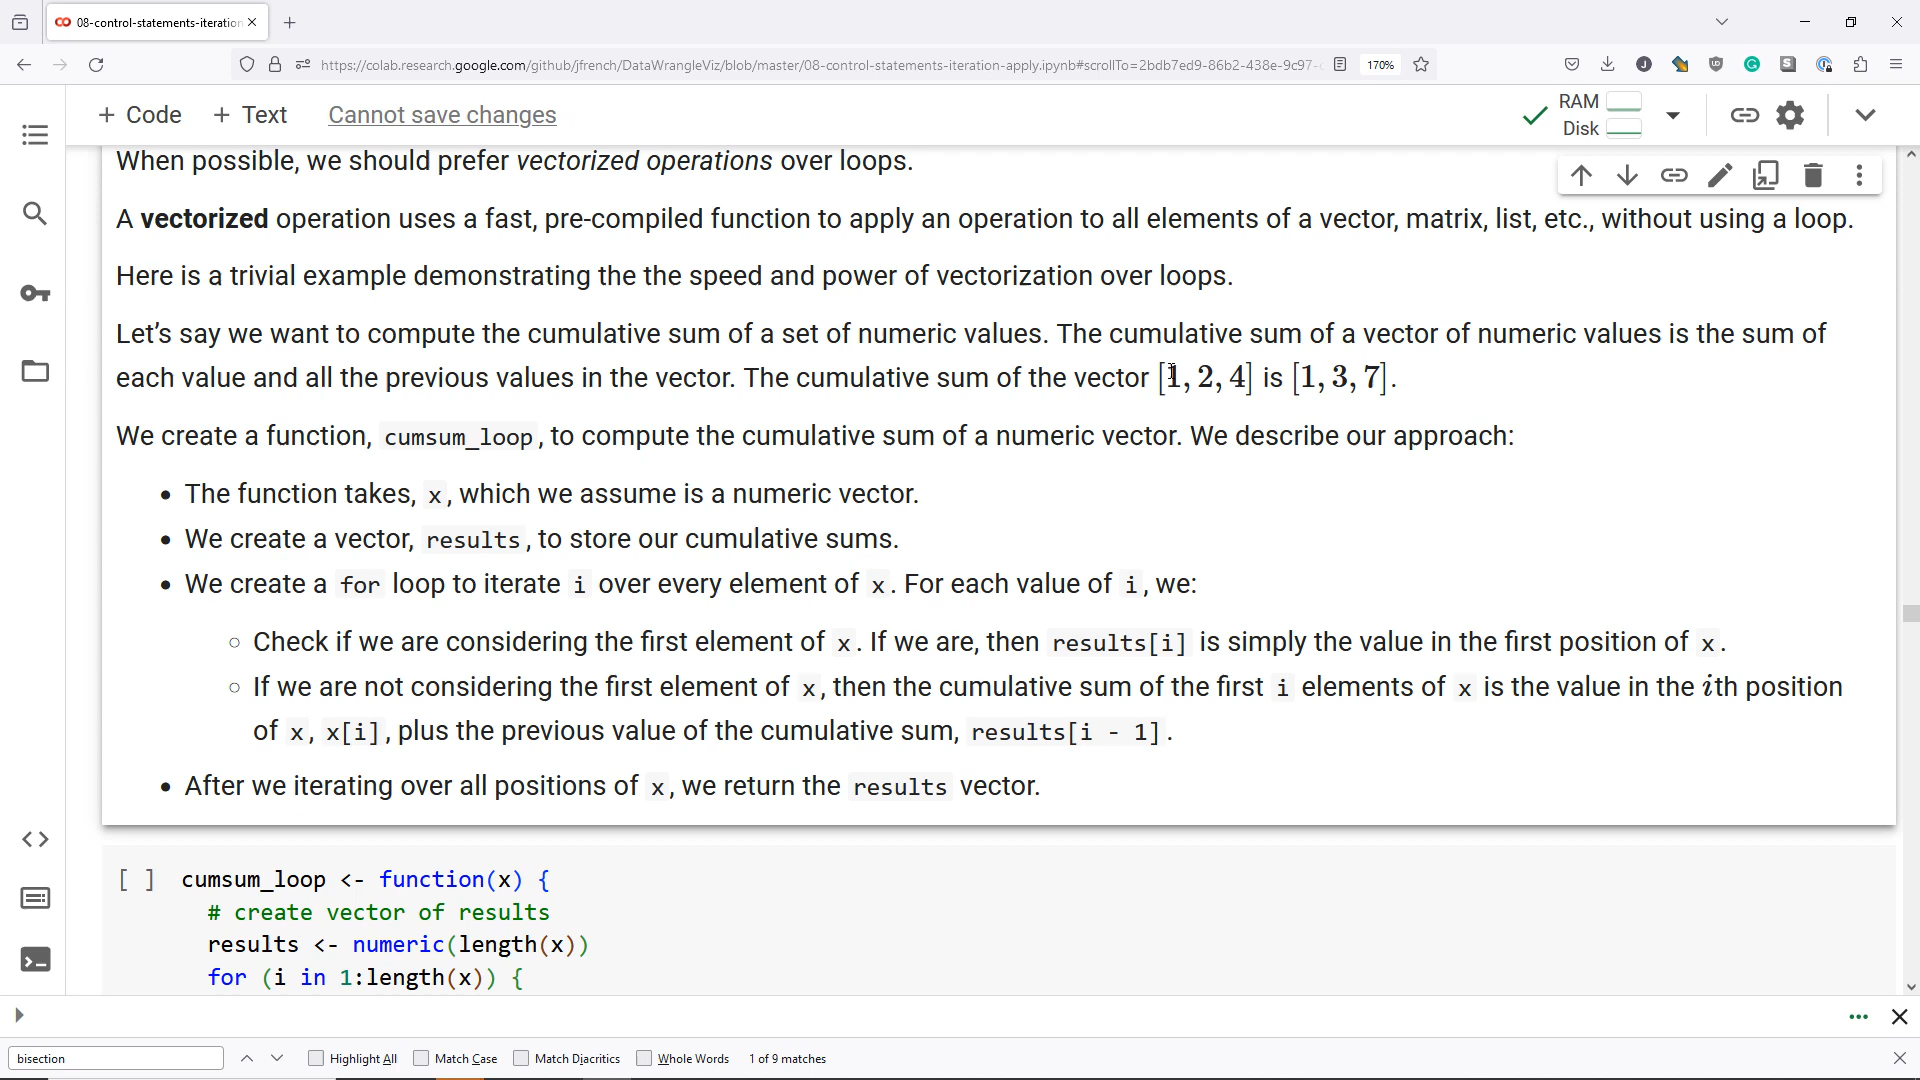 08-control-statements-iteration
https://colab.research.google.com/github/jfrench/DataWrangleViz/blob/master/08-control-statements-iteration-apply.ipynb#scrollTo=2bdb7ed9-86b2-438e-9c97-
170%
+ Code + Text Cannot save changes
RAM
Disk
When possible, we should prefer vectorized operations over loops.
A vectorized operation uses a fast, pre-compiled function to apply an operation to all elements of a vector, matrix, list, etc., without using a loop.
Here is a trivial example demonstrating the the speed and power of vectorization over loops.
Let’s say we want to compute the cumulative sum of a set of numeric values. The cumulative sum of a vector of numeric values is the sum of
each value and all the previous values in the vector. The cumulative sum of the vector [1, 2, 4] is [1, 3, 7].
We create a function, cumsum_loop, to compute the cumulative sum of a numeric vector. We describe our approach:
• The function takes, x, which we assume is a numeric vector.
• We create a vector, results, to store our cumulative sums.
• We create a for loop to iterate i over every element of x. For each value of i, we:
◦ Check if we are considering the first element of x. If we are, then results[i] is simply the value in the first position of x.
◦ If we are not considering the first element of x, then the cumulative sum of the first i elements of x is the value in the ith position
of x, x[i], plus the previous value of the cumulative sum, results[i - 1].
• After we iterating over all positions of x, we return the results vector.
[ ] cumsum_loop <- function(x) {
# create vector of results
results <- numeric(length(x))
for (i in 1:length(x)) {
bisection Highlight All Match Case Match Diacritics Whole Words 1 of 9 matches